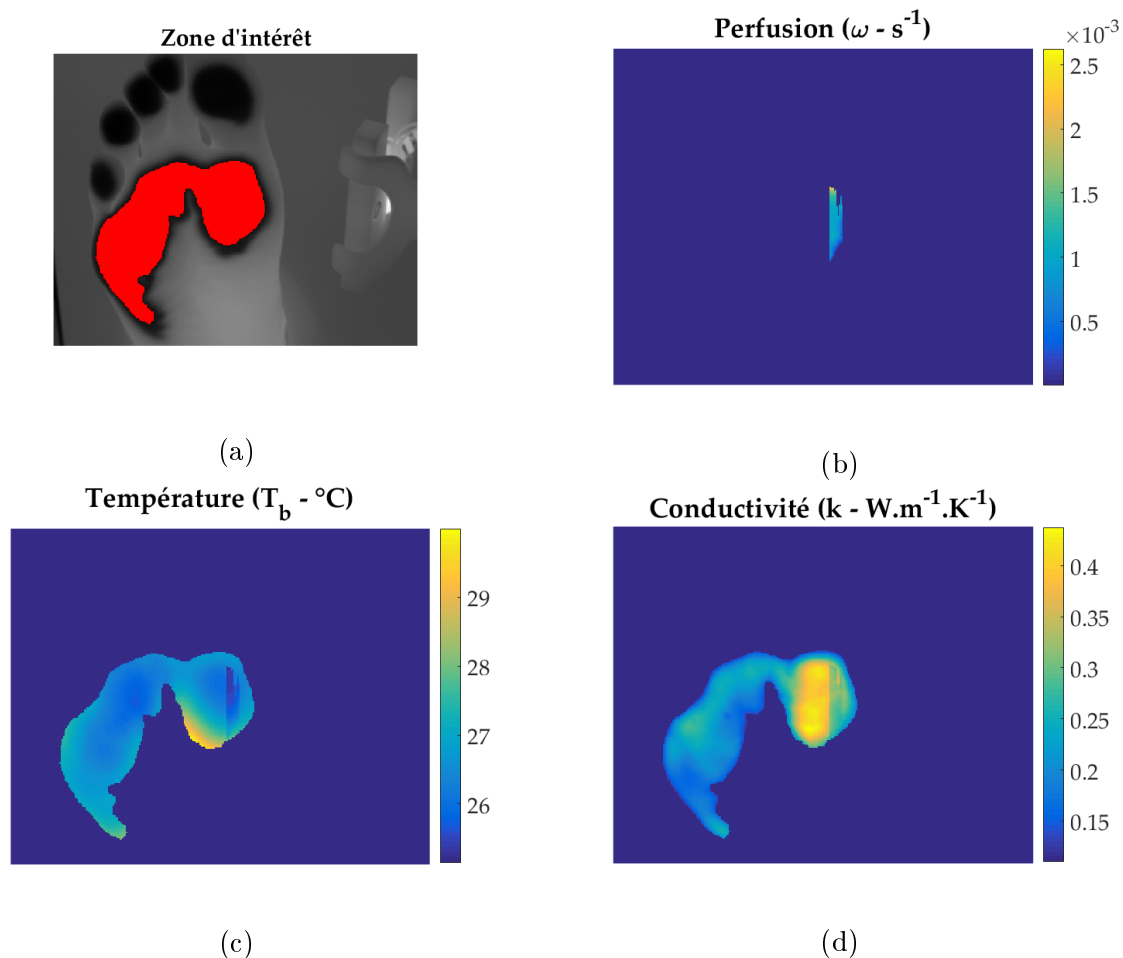 Zone d'intérêt
(a)
Perfusion (ω - s⁻¹)
×10⁻³
2.5
2
1.5
1
0.5
(b)
Température (T_b - °C)
29
28
27
26
(c)
Conductivité (k - W.m⁻¹.K⁻¹)
0.4
0.35
0.3
0.25
0.2
0.15
(d)